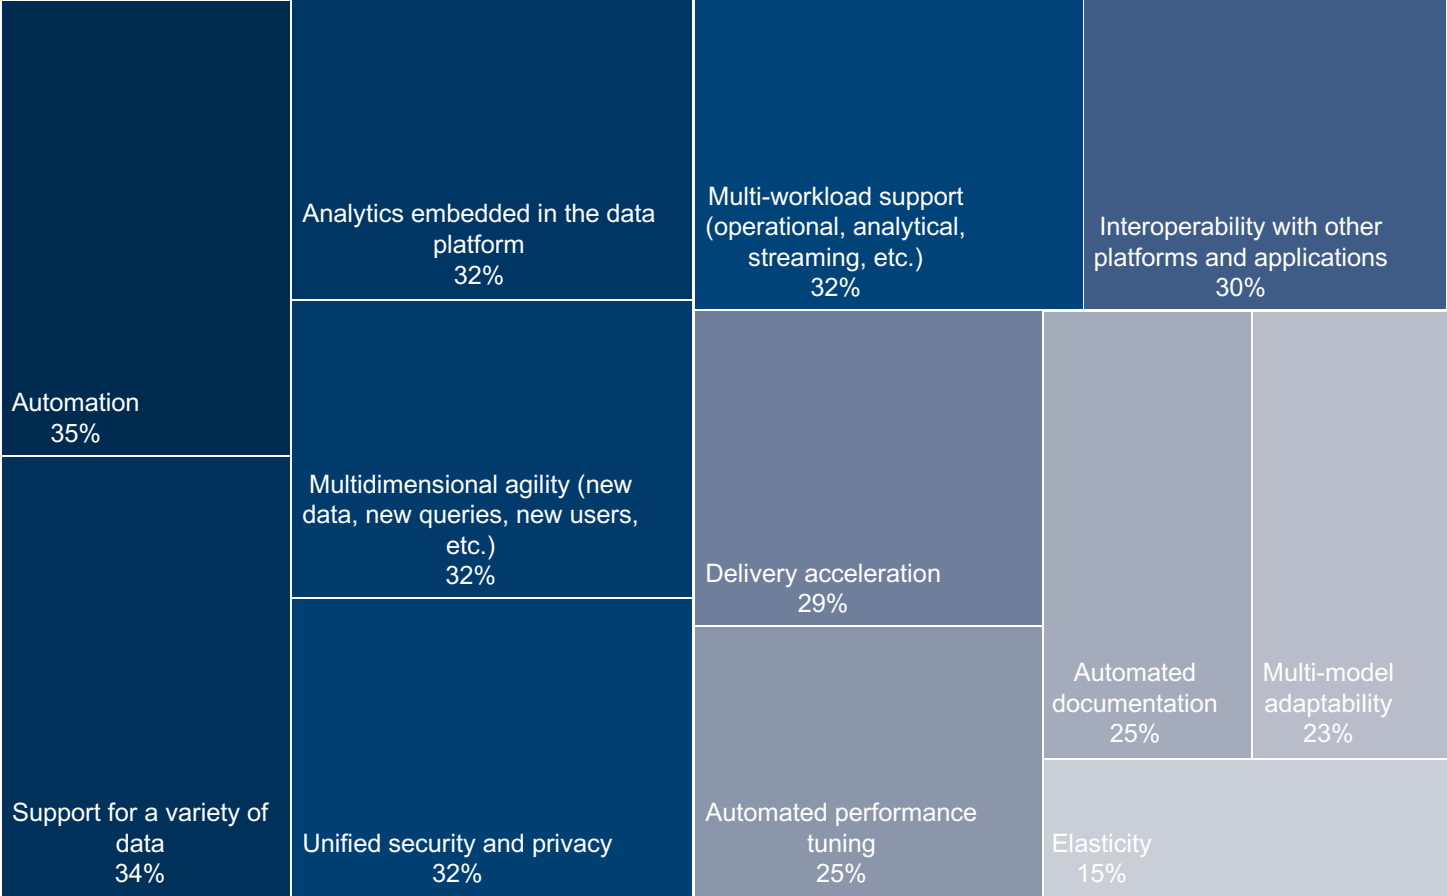 Automation
35%
Support for a variety of
data
34%
Analytics embedded in the data
platform
32%
Multidimensional agility (new
data, new queries, new users,
etc.)
32%
Unified security and privacy
32%
Multi-workload support
(operational, analytical,
streaming, etc.)
32%
Interoperability with other
platforms and applications
30%
Delivery acceleration
29%
Automated performance
tuning
25%
Automated
documentation
25%
Multi-model
adaptability
23%
Elasticity
15%